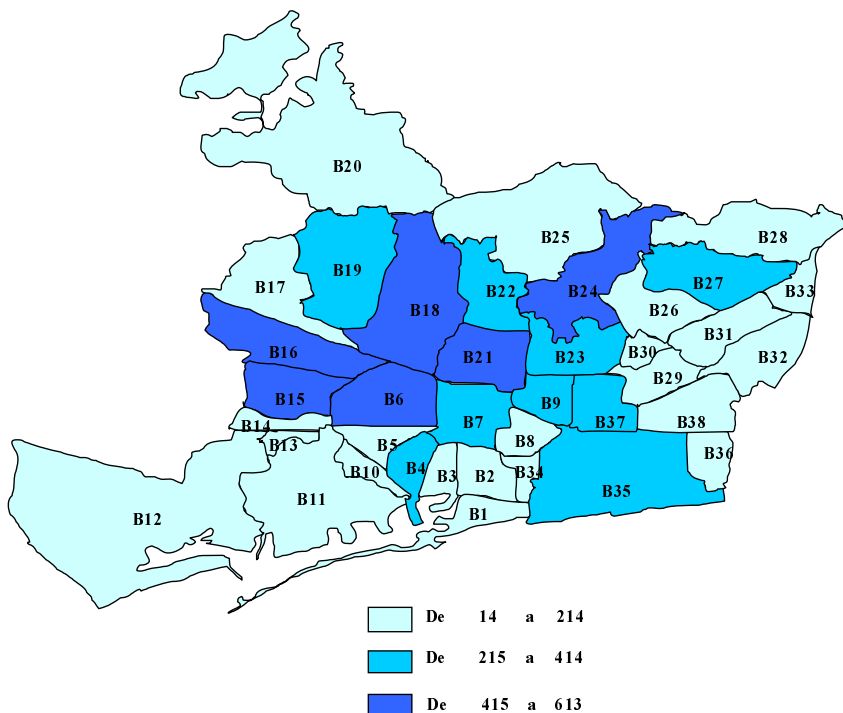 B20
B25
B28
B19
B17
B22
B24
B27
B33
B18
B26
B31
B16
B21
B23
B30
B32
B29
B15
B6
B9
B7
B37
B38
B14
B13
B5
B8
B36
B10
B4
B3
B2
B34
B11
B35
B12
B1
De 14 a 214
De 215 a 414
De 415 a 613